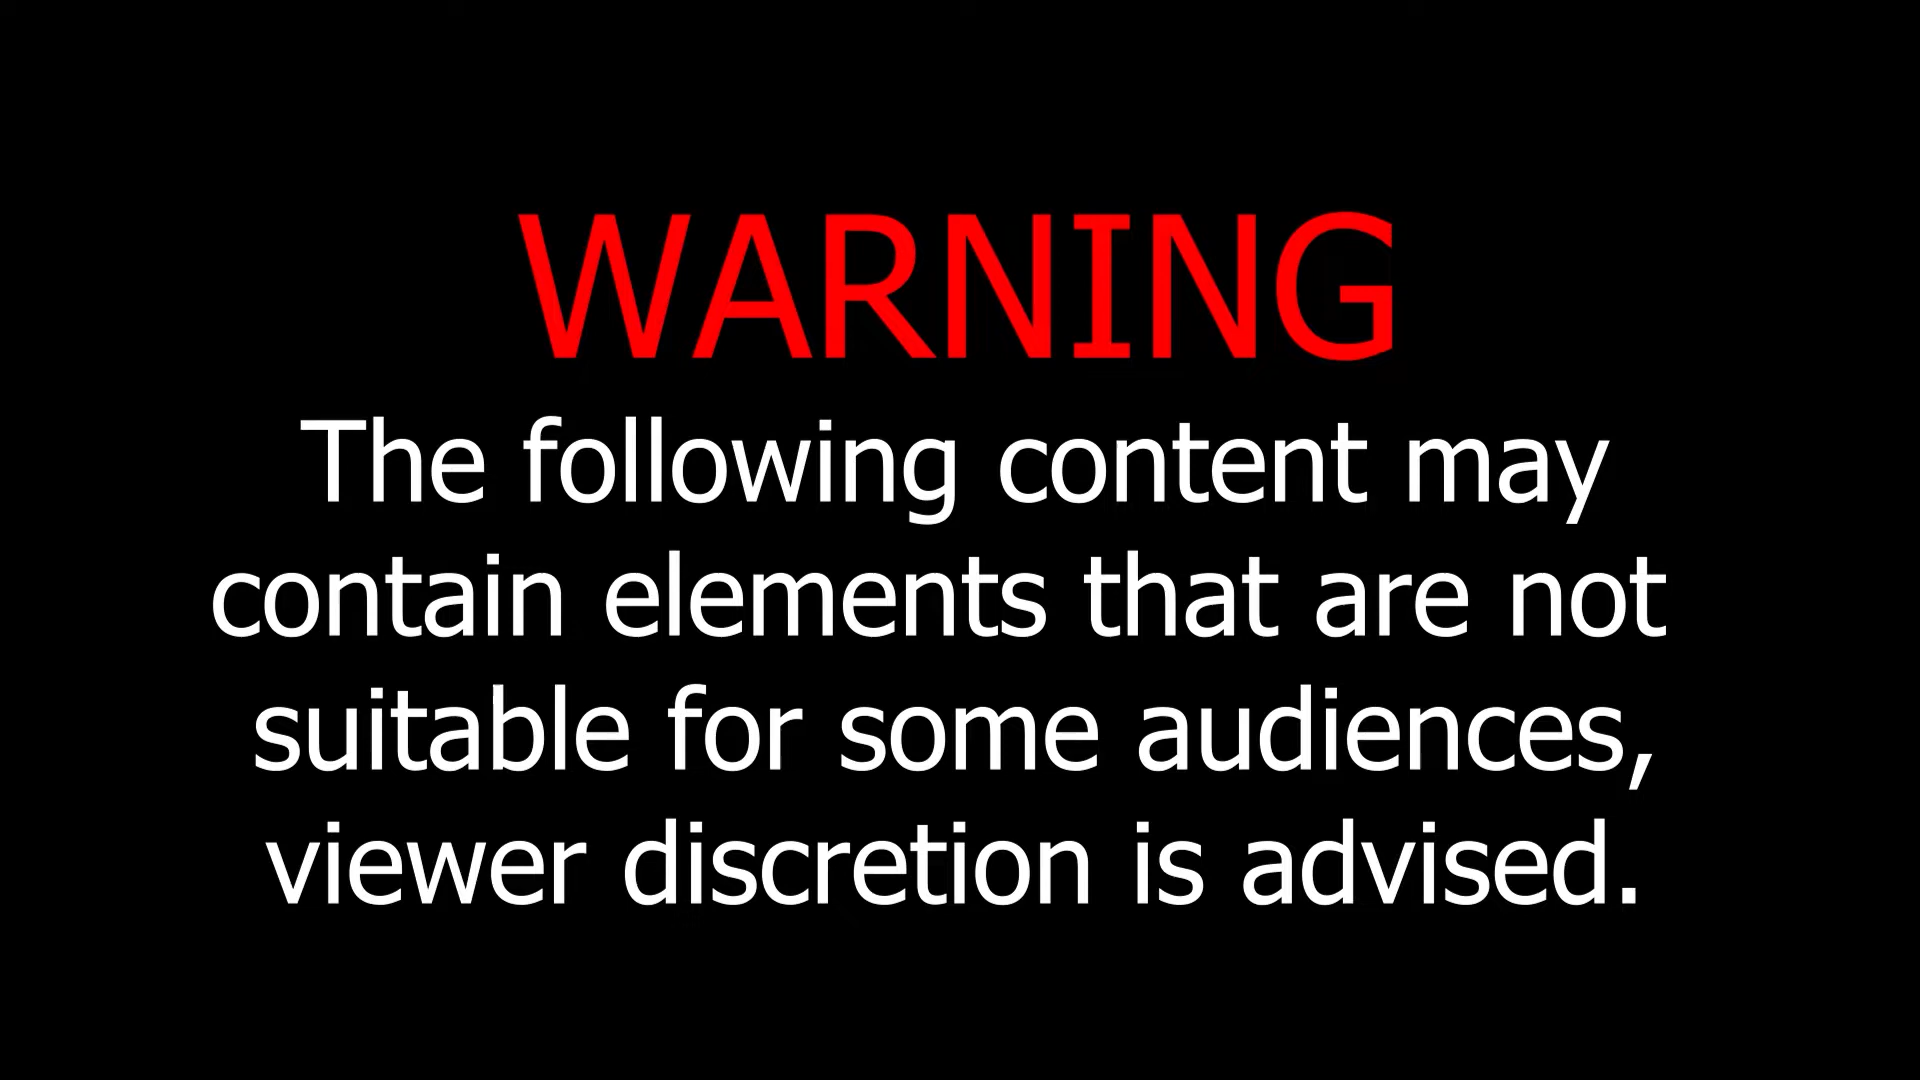 WARNING
The following content may
contain elements that are not
suitable for some audiences,
viewer discretion is advised.